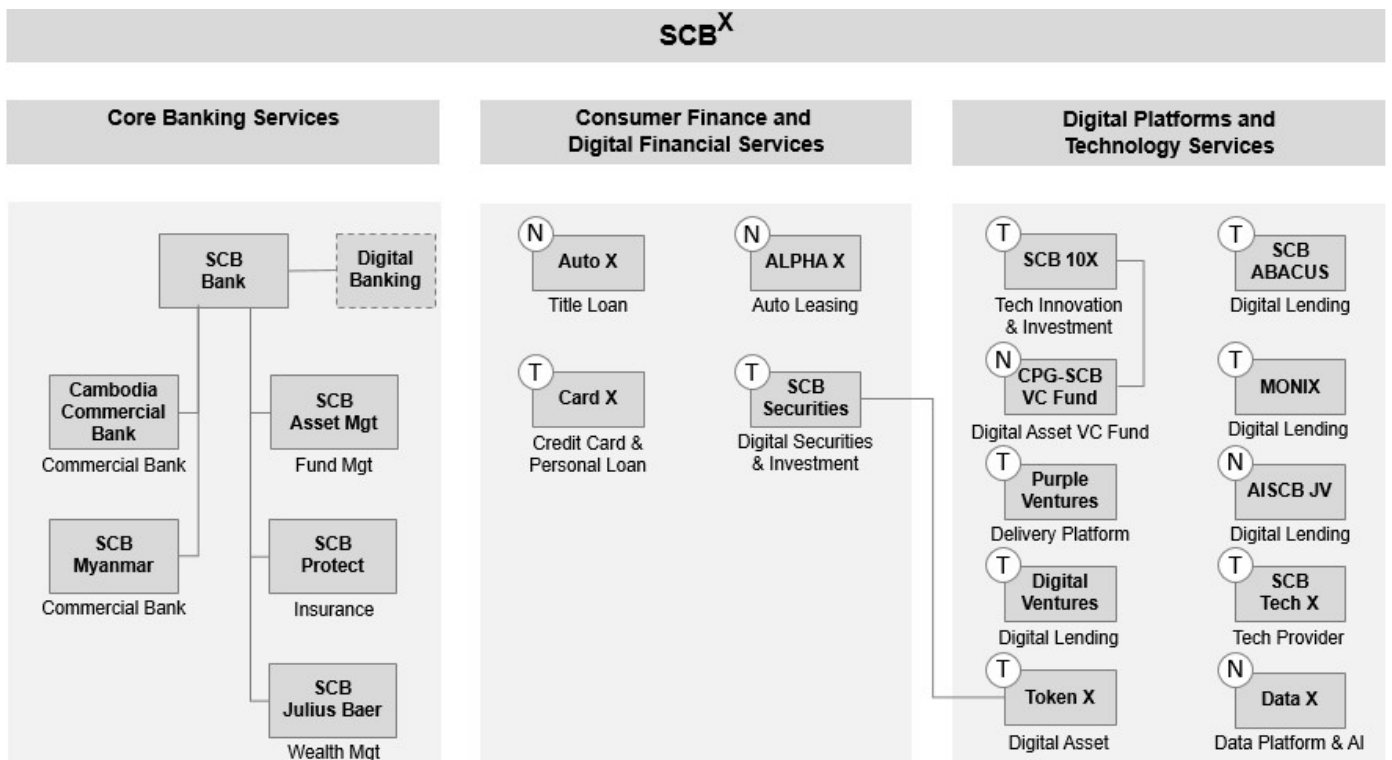 SCBX
Core Banking Services
SCB
Bank
Digital
Banking
Cambodia
Commercial
Bank
Commercial Bank
SCB
Asset Mgt
Fund Mgt
SCB
Myanmar
Commercial Bank
SCB
Protect
Insurance
SCB
Julius Baer
Wealth Mgt
Consumer Finance and
Digital Financial Services
N
Auto X
Title Loan
N
ALPHA X
Auto Leasing
T
Card X
Credit Card &
Personal Loan
T
SCB
Securities
Digital Securities
& Investment
Digital Platforms and
Technology Services
T
SCB 10X
Tech Innovation
& Investment
T
SCB
ABACUS
Digital Lending
N
CPG-SCB
VC Fund
Digital Asset VC Fund
T
MONIX
Digital Lending
T
Purple
Ventures
Delivery Platform
N
AISCB JV
Digital Lending
T
Digital
Ventures
Digital Lending
T
SCB
Tech X
Tech Provider
T
Token X
Digital Asset
N
Data X
Data Platform & AI